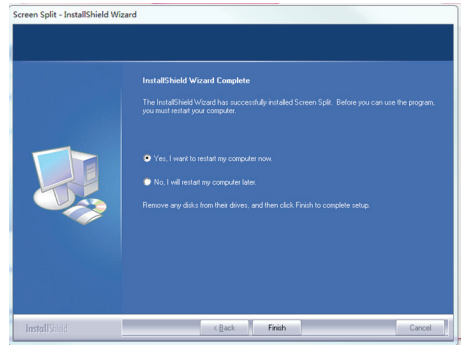 Screen Split - InstallShield Wizard
InstallShield Wizard Complete
The InstallShield Wizard has successfully installed Screen Split. Before you can use the program,
you must restart your computer.
Yes, I want to restart my computer now.
No, I will restart my computer later.
Remove any disks from their drives, and then click Finish to complete setup.
InstallShield
< Back
Finish
Cancel